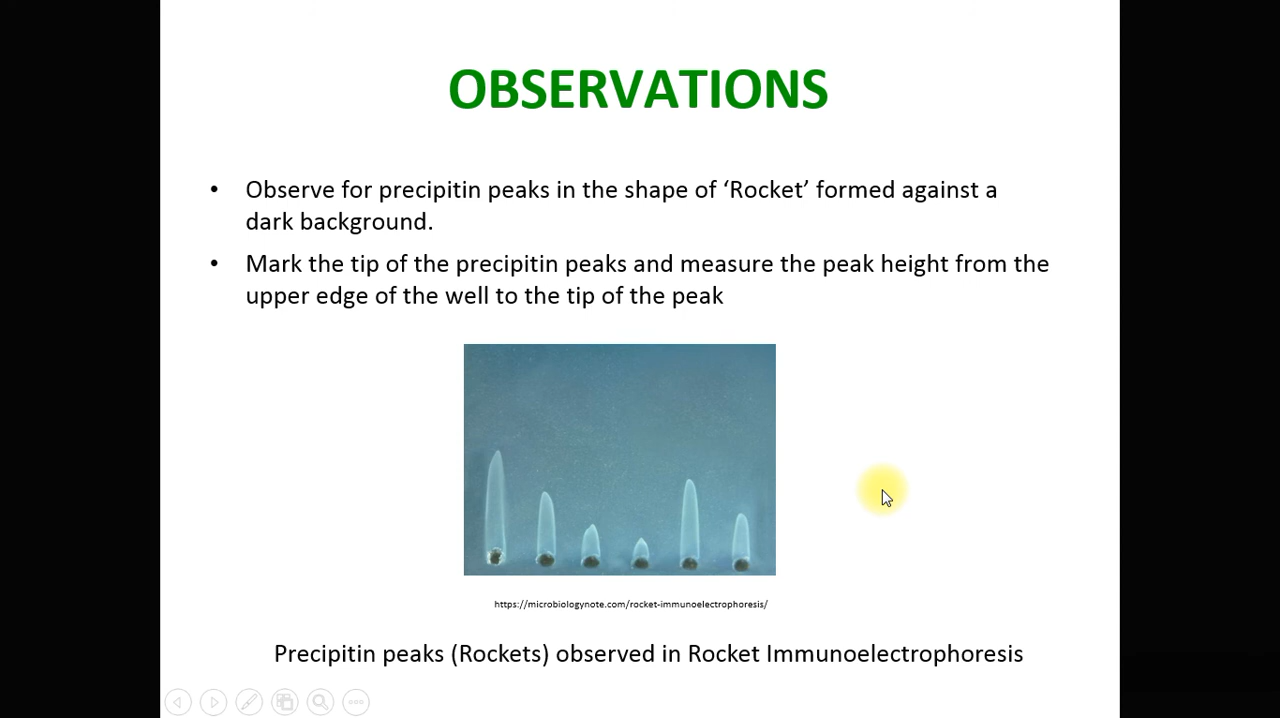 OBSERVATIONS
• Observe for precipitin peaks in the shape of ‘Rocket’ formed against a
dark background.
• Mark the tip of the precipitin peaks and measure the peak height from the
upper edge of the well to the tip of the peak
https://microbiologynote.com/rocket-immunoelectrophoresis/
Precipitin peaks (Rockets) observed in Rocket Immunoelectrophoresis